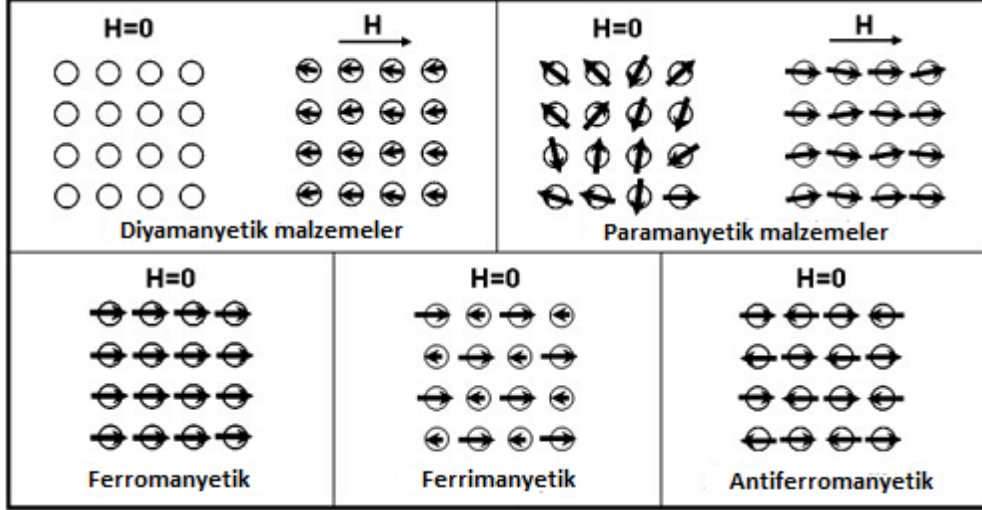 H=0
H
H=0
H
Diyamanyetik malzemeler
Paramanyetik malzemeler
H=0
H=0
H=0
Ferromanyetik
Ferrimanyetik
Antiferromanyetik